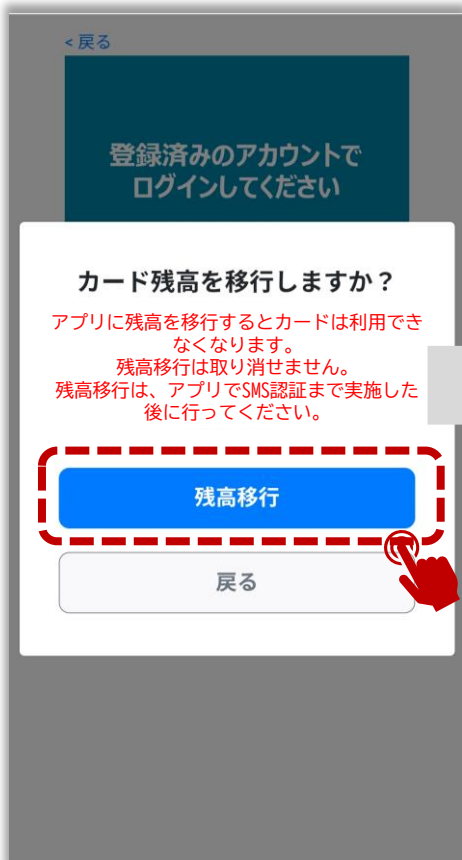 <戻る
登録済みのアカウントで
ログインしてください
カード残高を移行しますか？
アプリに残高を移行するとカードは利用でき
なくなります。
残高移行は取り消せません。
残高移行は、アプリでSMS認証まで実施した
後に行ってください。
残高移行
戻る